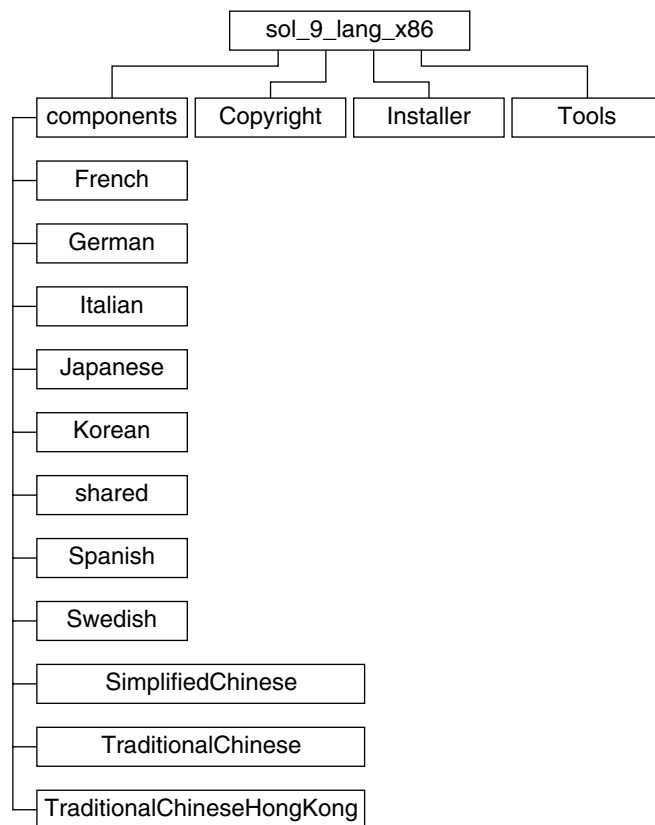 sol_9_lang_x86
components
Copyright
Installer
Tools
French
German
Italian
Japanese
Korean
shared
Spanish
Swedish
SimplifiedChinese
TraditionalChinese
TraditionalChineseHongKong